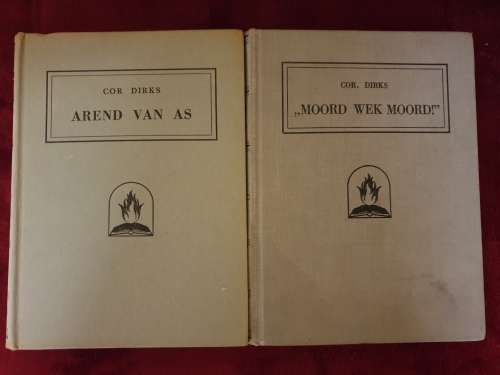 COR DIRKS
AREND VAN AS
COR. DIRKS
„MOORD WEK MOORD!”